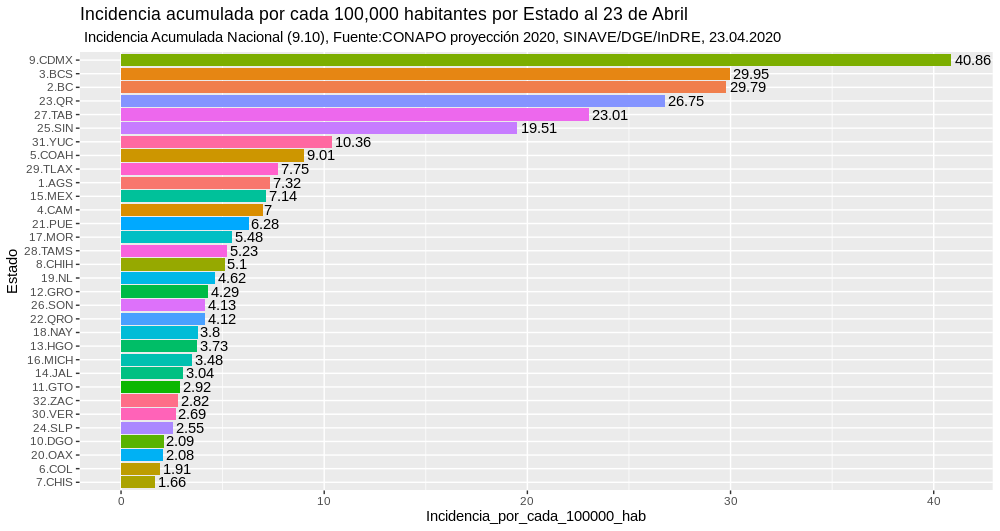 Incidencia acumulada por cada 100,000 habitantes por Estado al 23 de Abril
Incidencia Acumulada Nacional (9.10), Fuente:CONAPO proyección 2020, SINAVE/DGE/InDRE, 23.04.2020
Estado
9.CDMX 40.86
3.BCS 29.95
2.BC 29.79
23.QR 26.75
27.TAB 23.01
25.SIN 19.51
31.YUC 10.36
5.COAH 9.01
29.TLAX 7.75
1.AGS 7.32
15.MEX 7.14
4.CAM 7
21.PUE 6.28
17.MOR 5.48
28.TAMS 5.23
8.CHIH 5.1
19.NL 4.62
12.GRO 4.29
26.SON 4.13
22.QRO 4.12
18.NAY 3.8
13.HGO 3.73
16.MICH 3.48
14.JAL 3.04
11.GTO 2.92
32.ZAC 2.82
30.VER 2.69
24.SLP 2.55
10.DGO 2.09
20.OAX 2.08
6.COL 1.91
7.CHIS 1.66
0 10 20 30 40
Incidencia_por_cada_100000_hab